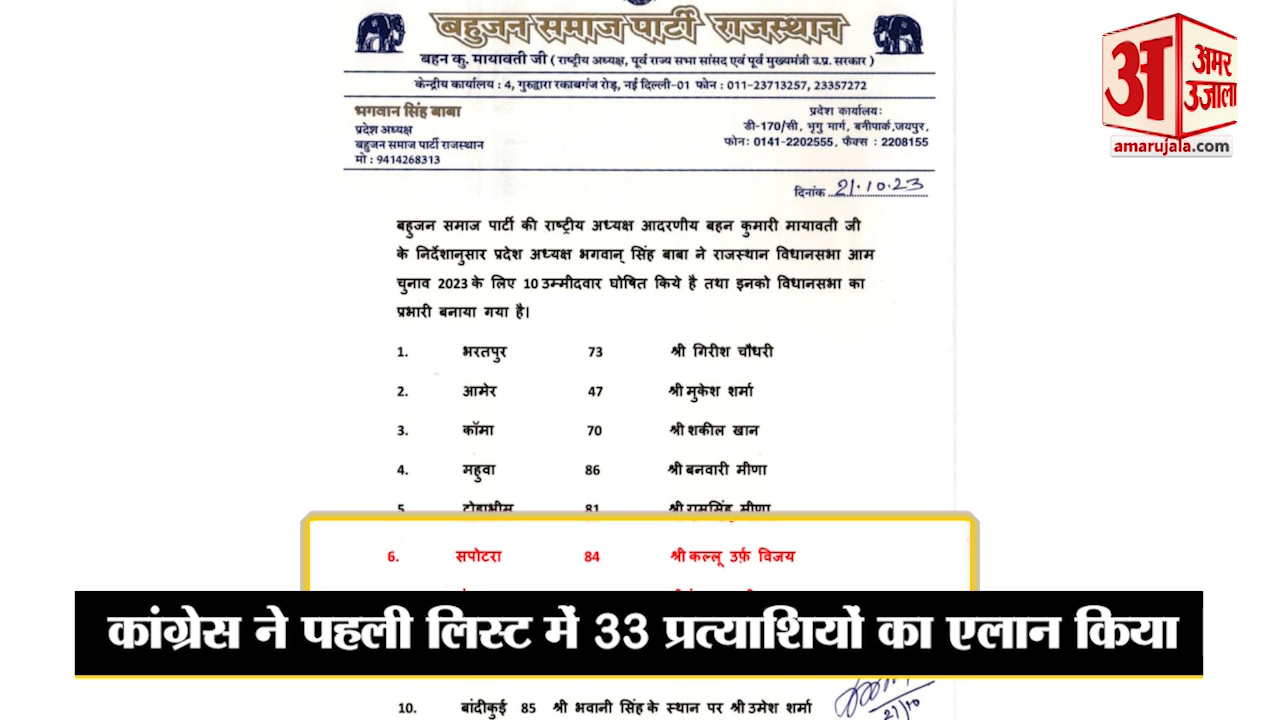 बहुजन समाज पार्टी राजस्थान
बहन कु. मायावती जी ( राष्ट्रीय अध्यक्ष, पूर्व राज्य सभा सांसद एवं पूर्व मुख्यमंत्री उ.प्र. सरकार )
केन्द्रीय कार्यालय : 4, गुरुद्वारा रकाबगंज रोड़, नई दिल्ली-01 फोन : 011-23713257, 23357272
भगवान सिंह बाबा
प्रदेश अध्यक्ष
बहुजन समाज पार्टी राजस्थान
मो : 9414268313
प्रदेश कार्यालय:
डी-170/सी, भृगु मार्ग, बनीपार्क,जयपुर,
फोन: 0141-2202555, फैक्स : 2208155
दिनांक 21.10.23
बहुजन समाज पार्टी की राष्ट्रीय अध्यक्ष आदरणीय बहन कुमारी मायावती जी
के निर्देशानुसार प्रदेश अध्यक्ष भगवान् सिंह बाबा ने राजस्थान विधानसभा आम
चुनाव 2023 के लिए 10 उम्मीदवार घोषित किये है तथा इनको विधानसभा का
प्रभारी बनाया गया है।
1. भरतपुर 73 श्री गिरीश चौधरी
2. आमेर 47 श्री मुकेश शर्मा
3. कॉमा 70 श्री शकील खान
4. महुवा 86 श्री बनवारी मीणा
5. टोडाभीम 81 श्री रामसिंह मीणा
6. सपोटरा 84 श्री कल्लू उर्फ़ विजय
कांग्रेस ने पहली लिस्ट में 33 प्रत्याशियों का एलान किया
10. बांदीकुई 85 श्री भवानी सिंह के स्थान पर श्री उमेश शर्मा
21/10
अ
अमर
उजाला
amarujala.com